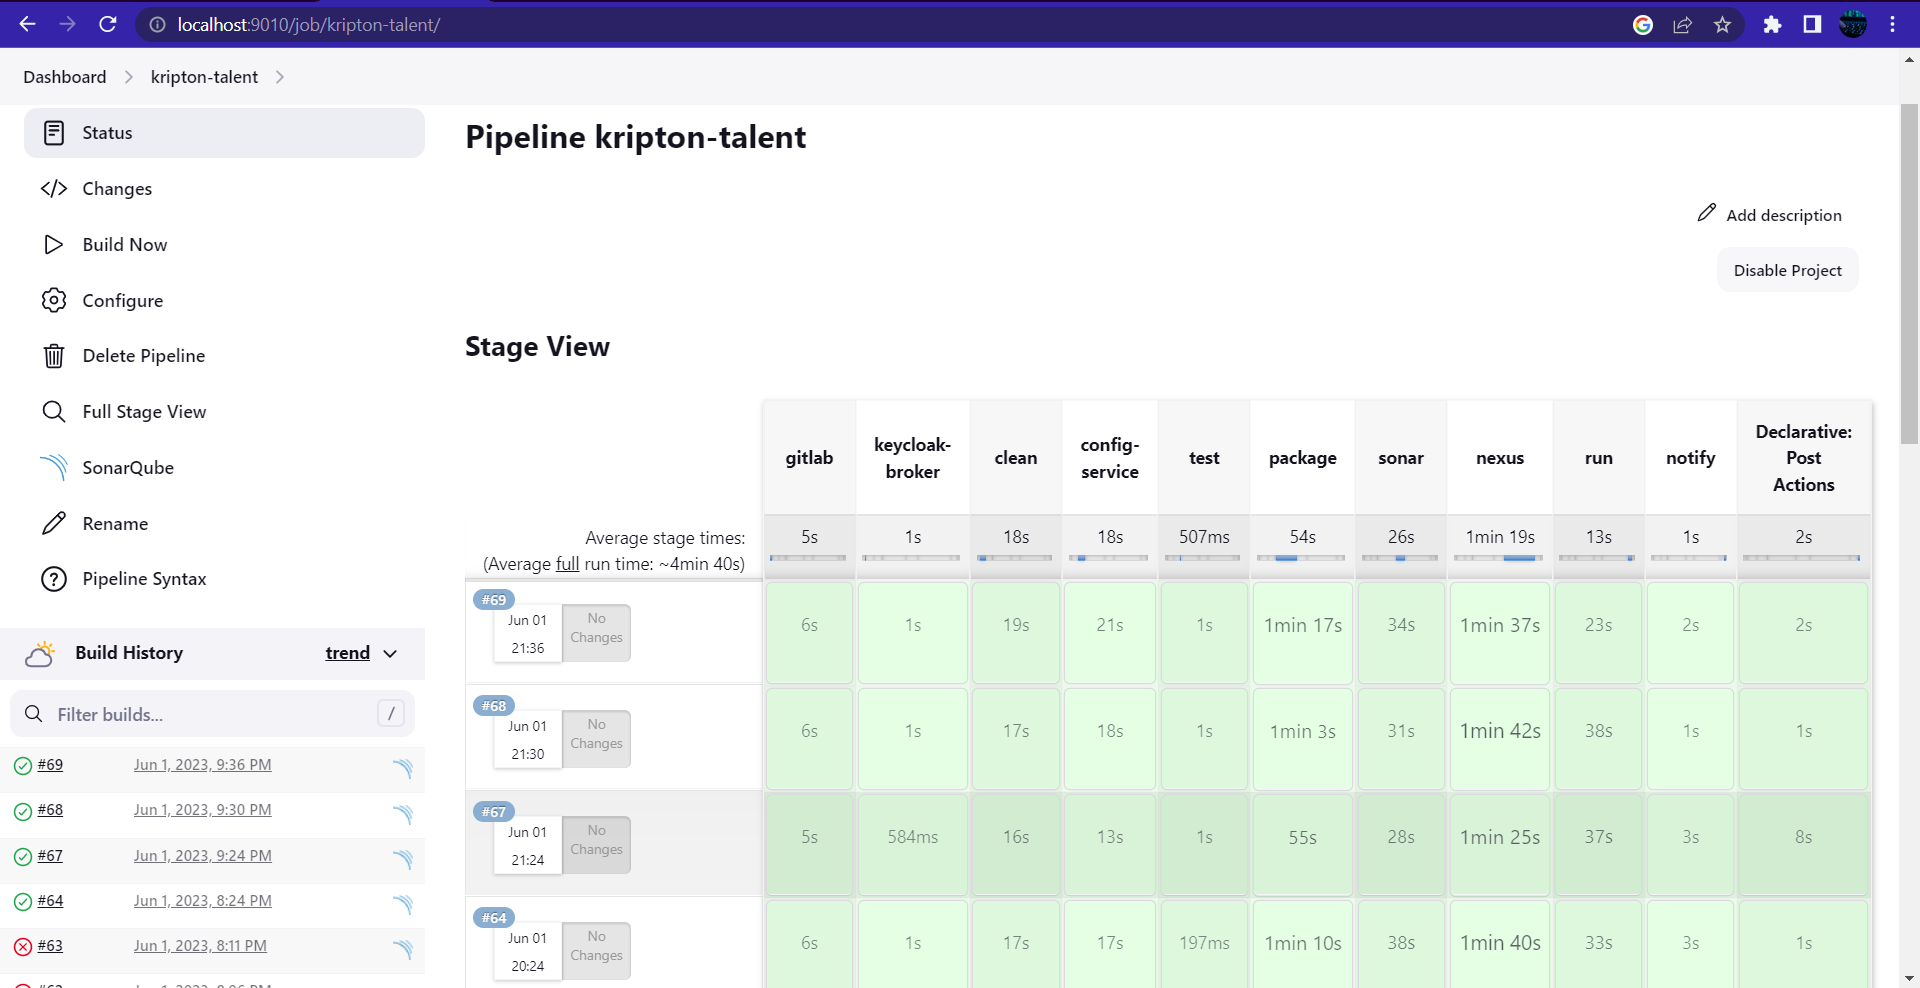 localhost:9010/job/kripton-talent/
Dashboard
kripton-talent
Status
Changes
Build Now
Configure
Delete Pipeline
Full Stage View
SonarQube
Rename
Pipeline Syntax
Build History
trend
Filter builds...
/
#69 Jun 1, 2023, 9:36 PM
#68 Jun 1, 2023, 9:30 PM
#67 Jun 1, 2023, 9:24 PM
#64 Jun 1, 2023, 8:24 PM
#63 Jun 1, 2023, 8:11 PM
Pipeline kripton-talent
Add description
Disable Project
Stage View
gitlab
keycloak-
broker
clean
config-
service
test
package
sonar
nexus
run
notify
Declarative:
Post
Actions
Average stage times:
(Average full run time: ~4min 40s)
5s 1s 18s 18s 507ms 54s 26s 1min 19s 13s 1s 2s
#69
Jun 01
21:36
No
Changes
6s 1s 19s 21s 1s 1min 17s 34s 1min 37s 23s 2s 2s
#68
Jun 01
21:30
No
Changes
6s 1s 17s 18s 1s 1min 3s 31s 1min 42s 38s 1s 1s
#67
Jun 01
21:24
No
Changes
5s 584ms 16s 13s 1s 55s 28s 1min 25s 37s 3s 8s
#64
Jun 01
20:24
No
Changes
6s 1s 17s 17s 197ms 1min 10s 38s 1min 40s 33s 3s 1s